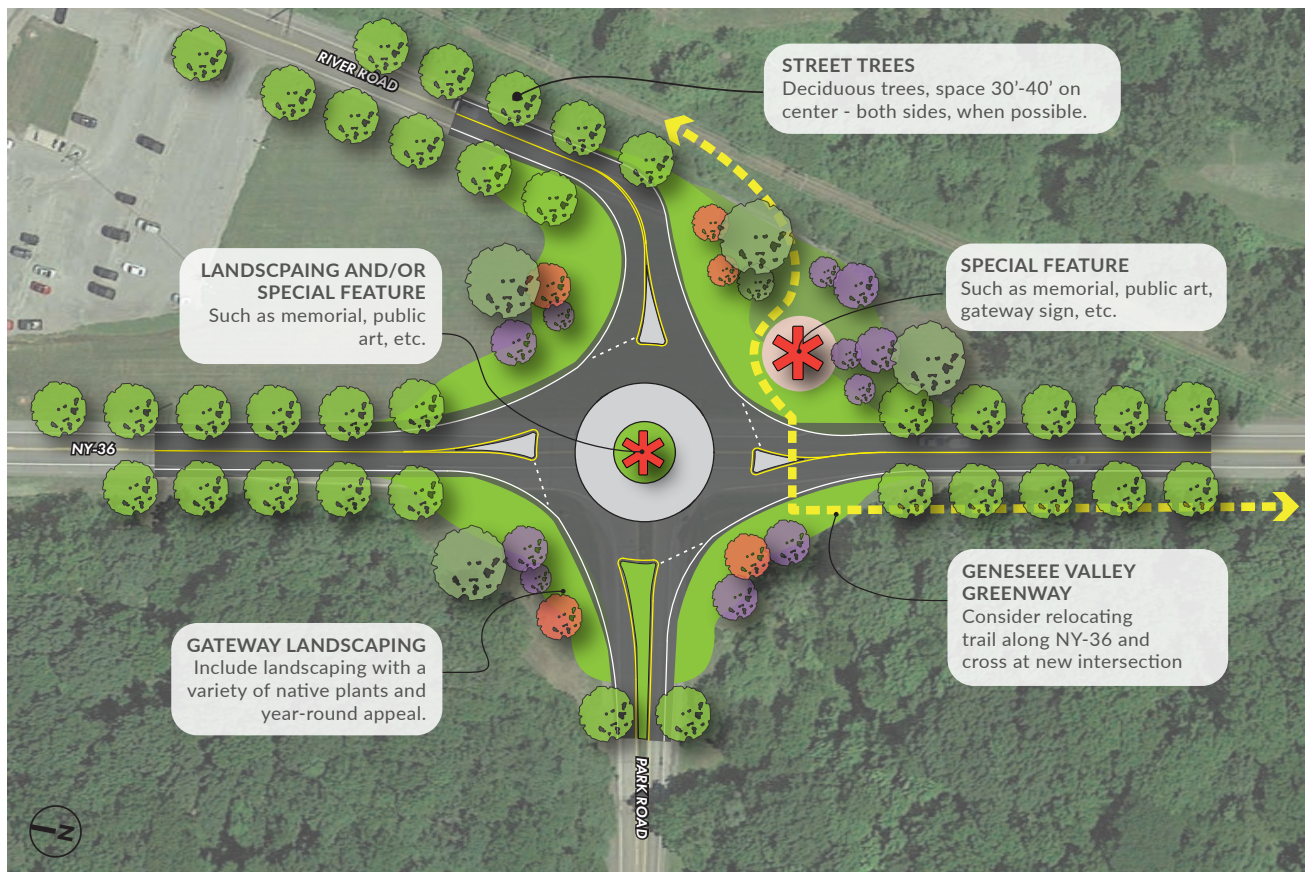 RIVER ROAD
STREET TREES
Deciduous trees, space 30'-40' on
center - both sides, when possible.
LANDSCPAING AND/OR
SPECIAL FEATURE
Such as memorial, public
art, etc.
SPECIAL FEATURE
Such as memorial, public art,
gateway sign, etc.
NY-36
GENESEEE VALLEY
GREENWAY
Consider relocating
trail along NY-36 and
cross at new intersection
GATEWAY LANDSCAPING
Include landscaping with a
variety of native plants and
year-round appeal.
PARK ROAD
N